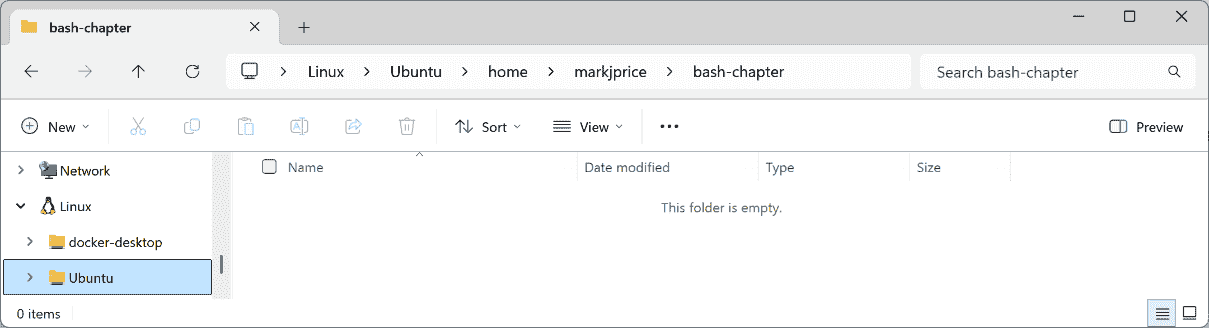 bash-chapter
Linux > Ubuntu > home > markjprice > bash-chapter
Search bash-chapter
New
Sort
View
Preview
Name
Date modified
Type
Size
Network
This folder is empty.
Linux
docker-desktop
Ubuntu
0 items